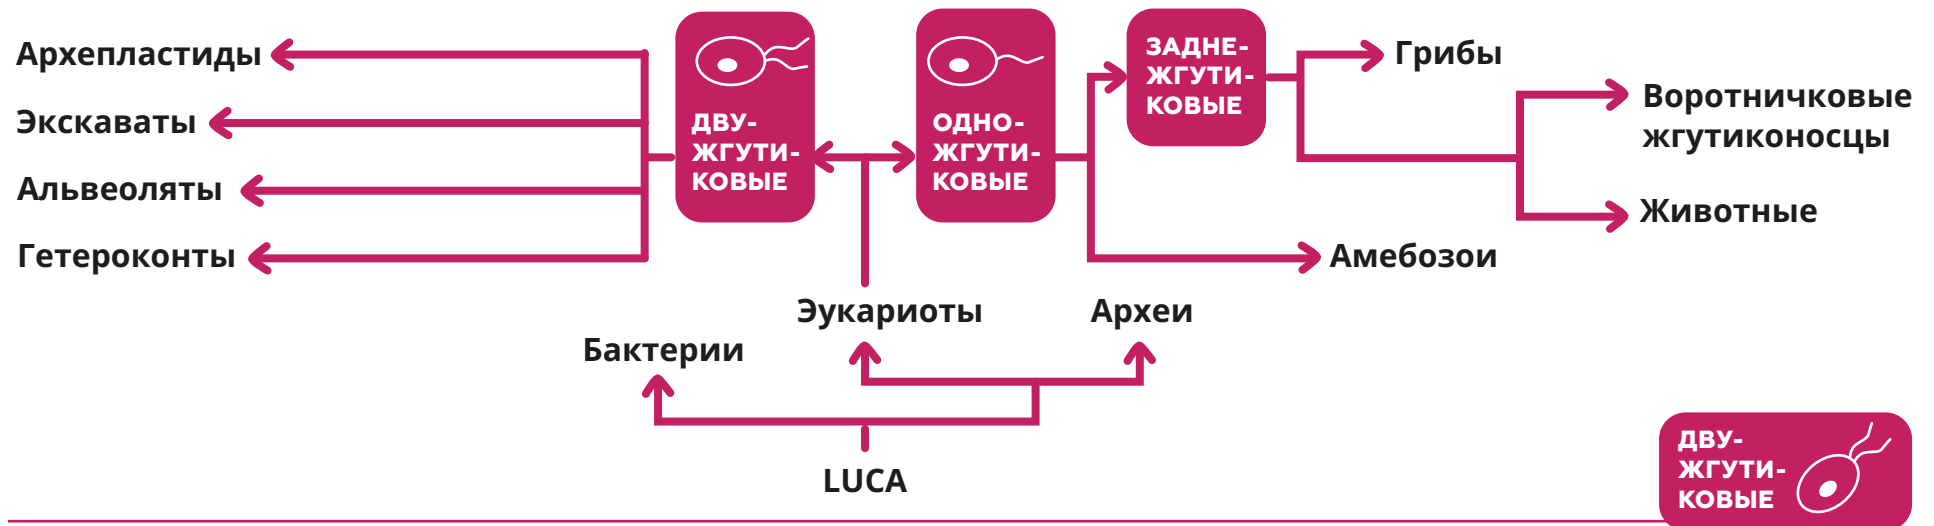 Архепластиды
Экскаваты
Альвеоляты
Гетероконты
ДВУ-
ЖГУТИ-
КОВЫЕ
ОДНО-
ЖГУТИ-
КОВЫЕ
ЗАДНЕ-
ЖГУТИ-
КОВЫЕ
Грибы
Воротничковые
жгутиконосцы
Животные
Амебозои
Эукариоты
Археи
Бактерии
LUCA
ДВУ-
ЖГУТИ-
КОВЫЕ